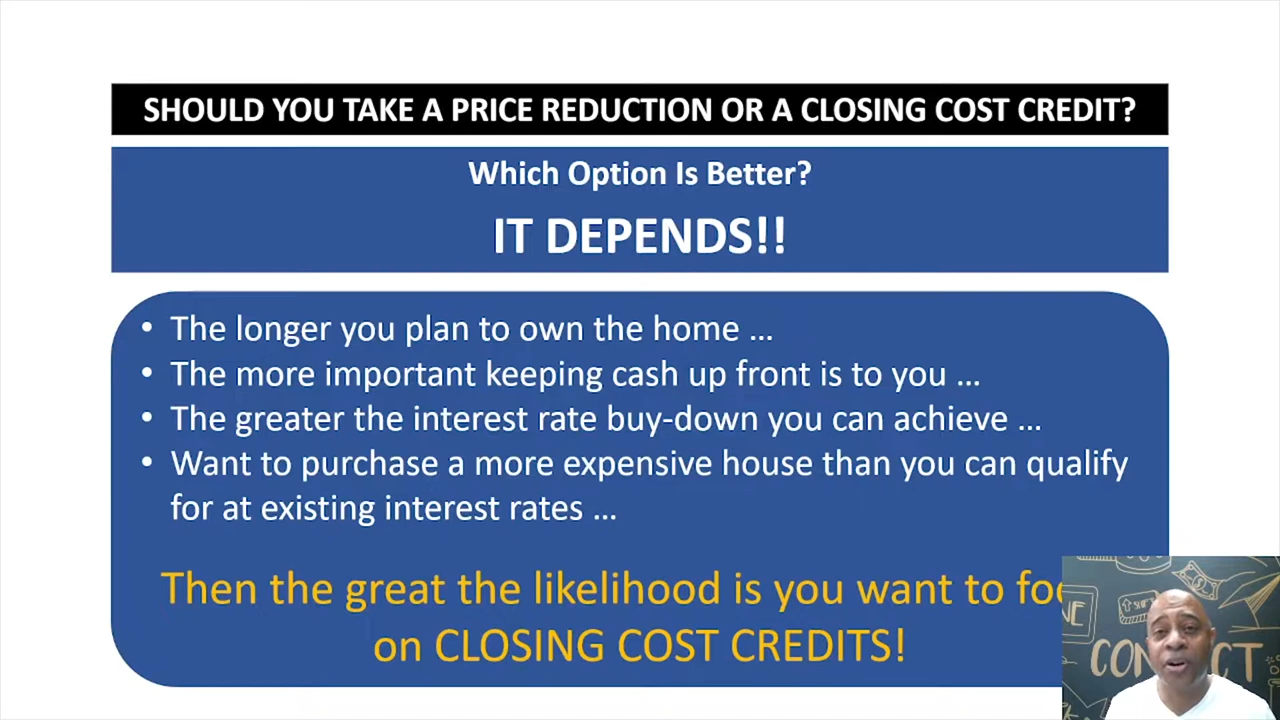 SHOULD YOU TAKE A PRICE REDUCTION OR A CLOSING COST CREDIT?
Which Option Is Better?
IT DEPENDS!!
• The longer you plan to own the home ...
• The more important keeping cash up front is to you ...
• The greater the interest rate buy-down you can achieve ...
• Want to purchase a more expensive house than you can qualify
for at existing interest rates ...
Then the great the likelihood is you want to
on CLOSING COST CREDITS!